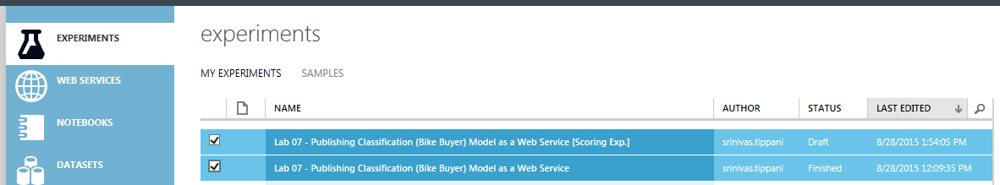 EXPERIMENTS
WEB SERVICES
NOTEBOOKS
DATASETS
experiments
MY EXPERIMENTS SAMPLES
NAME AUTHOR STATUS LAST EDITED
Lab 07 - Publishing Classification (Bike Buyer) Model as a Web Service [Scoring Exp.] srinivas.tippani Draft 8/28/2015 1:54:05 PM
Lab 07 - Publishing Classification (Bike Buyer) Model as a Web Service srinivas.tippani Finished 8/28/2015 12:09:35 PM